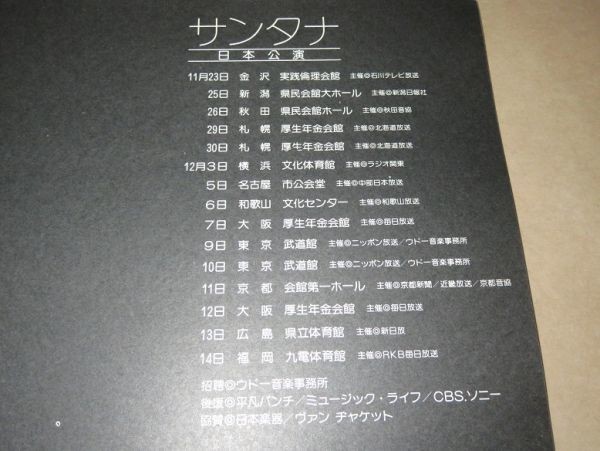 サンタナ
日本公演
11月23日 金沢 実践倫理会館 主催◎石川テレビ放送
25日 新潟 県民会館大ホール 主催◎新潟日報社
26日 秋田 県民会館ホール 主催◎秋田音協
29日 札幌 厚生年金会館 主催◎北海道放送
30日 札幌 厚生年金会館 主催◎北海道放送
12月3日 横浜 文化体育館 主催◎ラジオ関東
5日 名古屋 市公会堂 主催◎中部日本放送
6日 和歌山 文化センター 主催◎和歌山放送
7日 大阪 厚生年金会館 主催◎毎日放送
9日 東京 武道館 主催◎ニッポン放送/ウドー音楽事務所
10日 東京 武道館 主催◎ニッポン放送/ウドー音楽事務所
11日 京都 会館第一ホール 主催◎京都新聞/近畿放送/京都音協
12日 大阪 厚生年金会館 主催◎毎日放送
13日 広島 県立体育館 主催◎新日放
14日 福岡 九電体育館 主催◎RKB毎日放送
招聘◎ウドー音楽事務所
後援◎平凡パンチ/ミュージック・ライフ/CBS.ソニー
協賛◎日本楽器/ヴァン ヂャケット